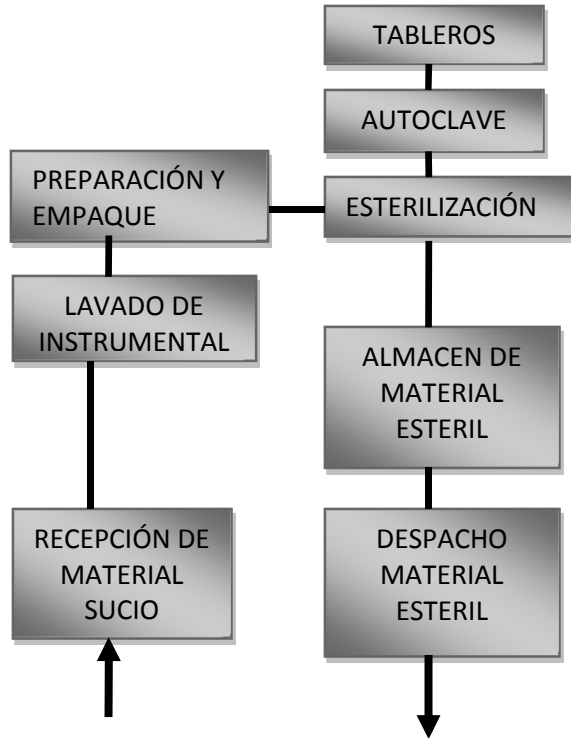 TABLEROS
AUTOCLAVE
PREPARACIÓN Y
EMPAQUE
ESTERILIZACIÓN
LAVADO DE
INSTRUMENTAL
ALMACEN DE
MATERIAL
ESTERIL
RECEPCIÓN DE
MATERIAL
SUCIO
DESPACHO
MATERIAL
ESTERIL